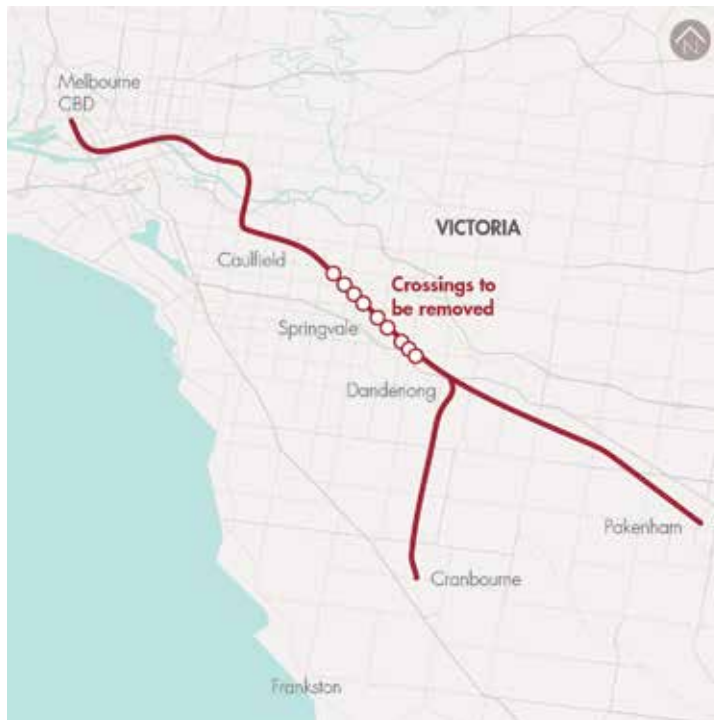 N
Melbourne
CBD
VICTORIA
Caulfield
Crossings to
be removed
Springvale
Dandenong
Pakenham
Cranbourne
Frankston